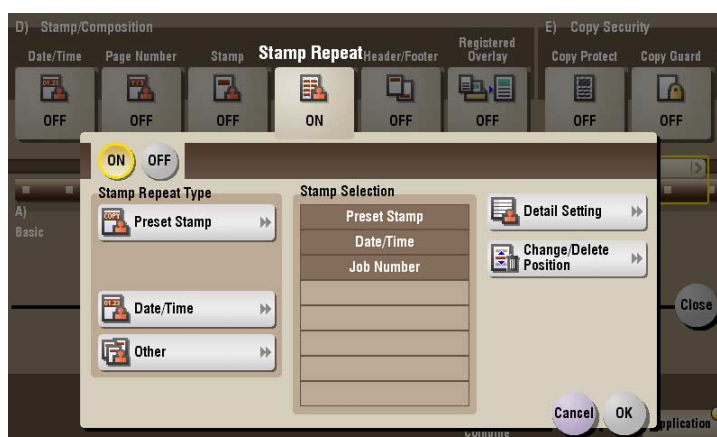 D) Stamp/Composition
E) Copy Security
Date/Time
Page Number
Stamp
Stamp Repeat
Header/Footer
Registered
Overlay
Copy Protect
Copy Guard
OFF
OFF
OFF
ON
OFF
OFF
OFF
OFF
ON
OFF
A)
Basic
Stamp Repeat Type
Preset Stamp
Date/Time
Other
Stamp Selection
Preset Stamp
Date/Time
Job Number
Detail Setting
Change/Delete
Position
Close
Cancel
OK
Combine
pplication